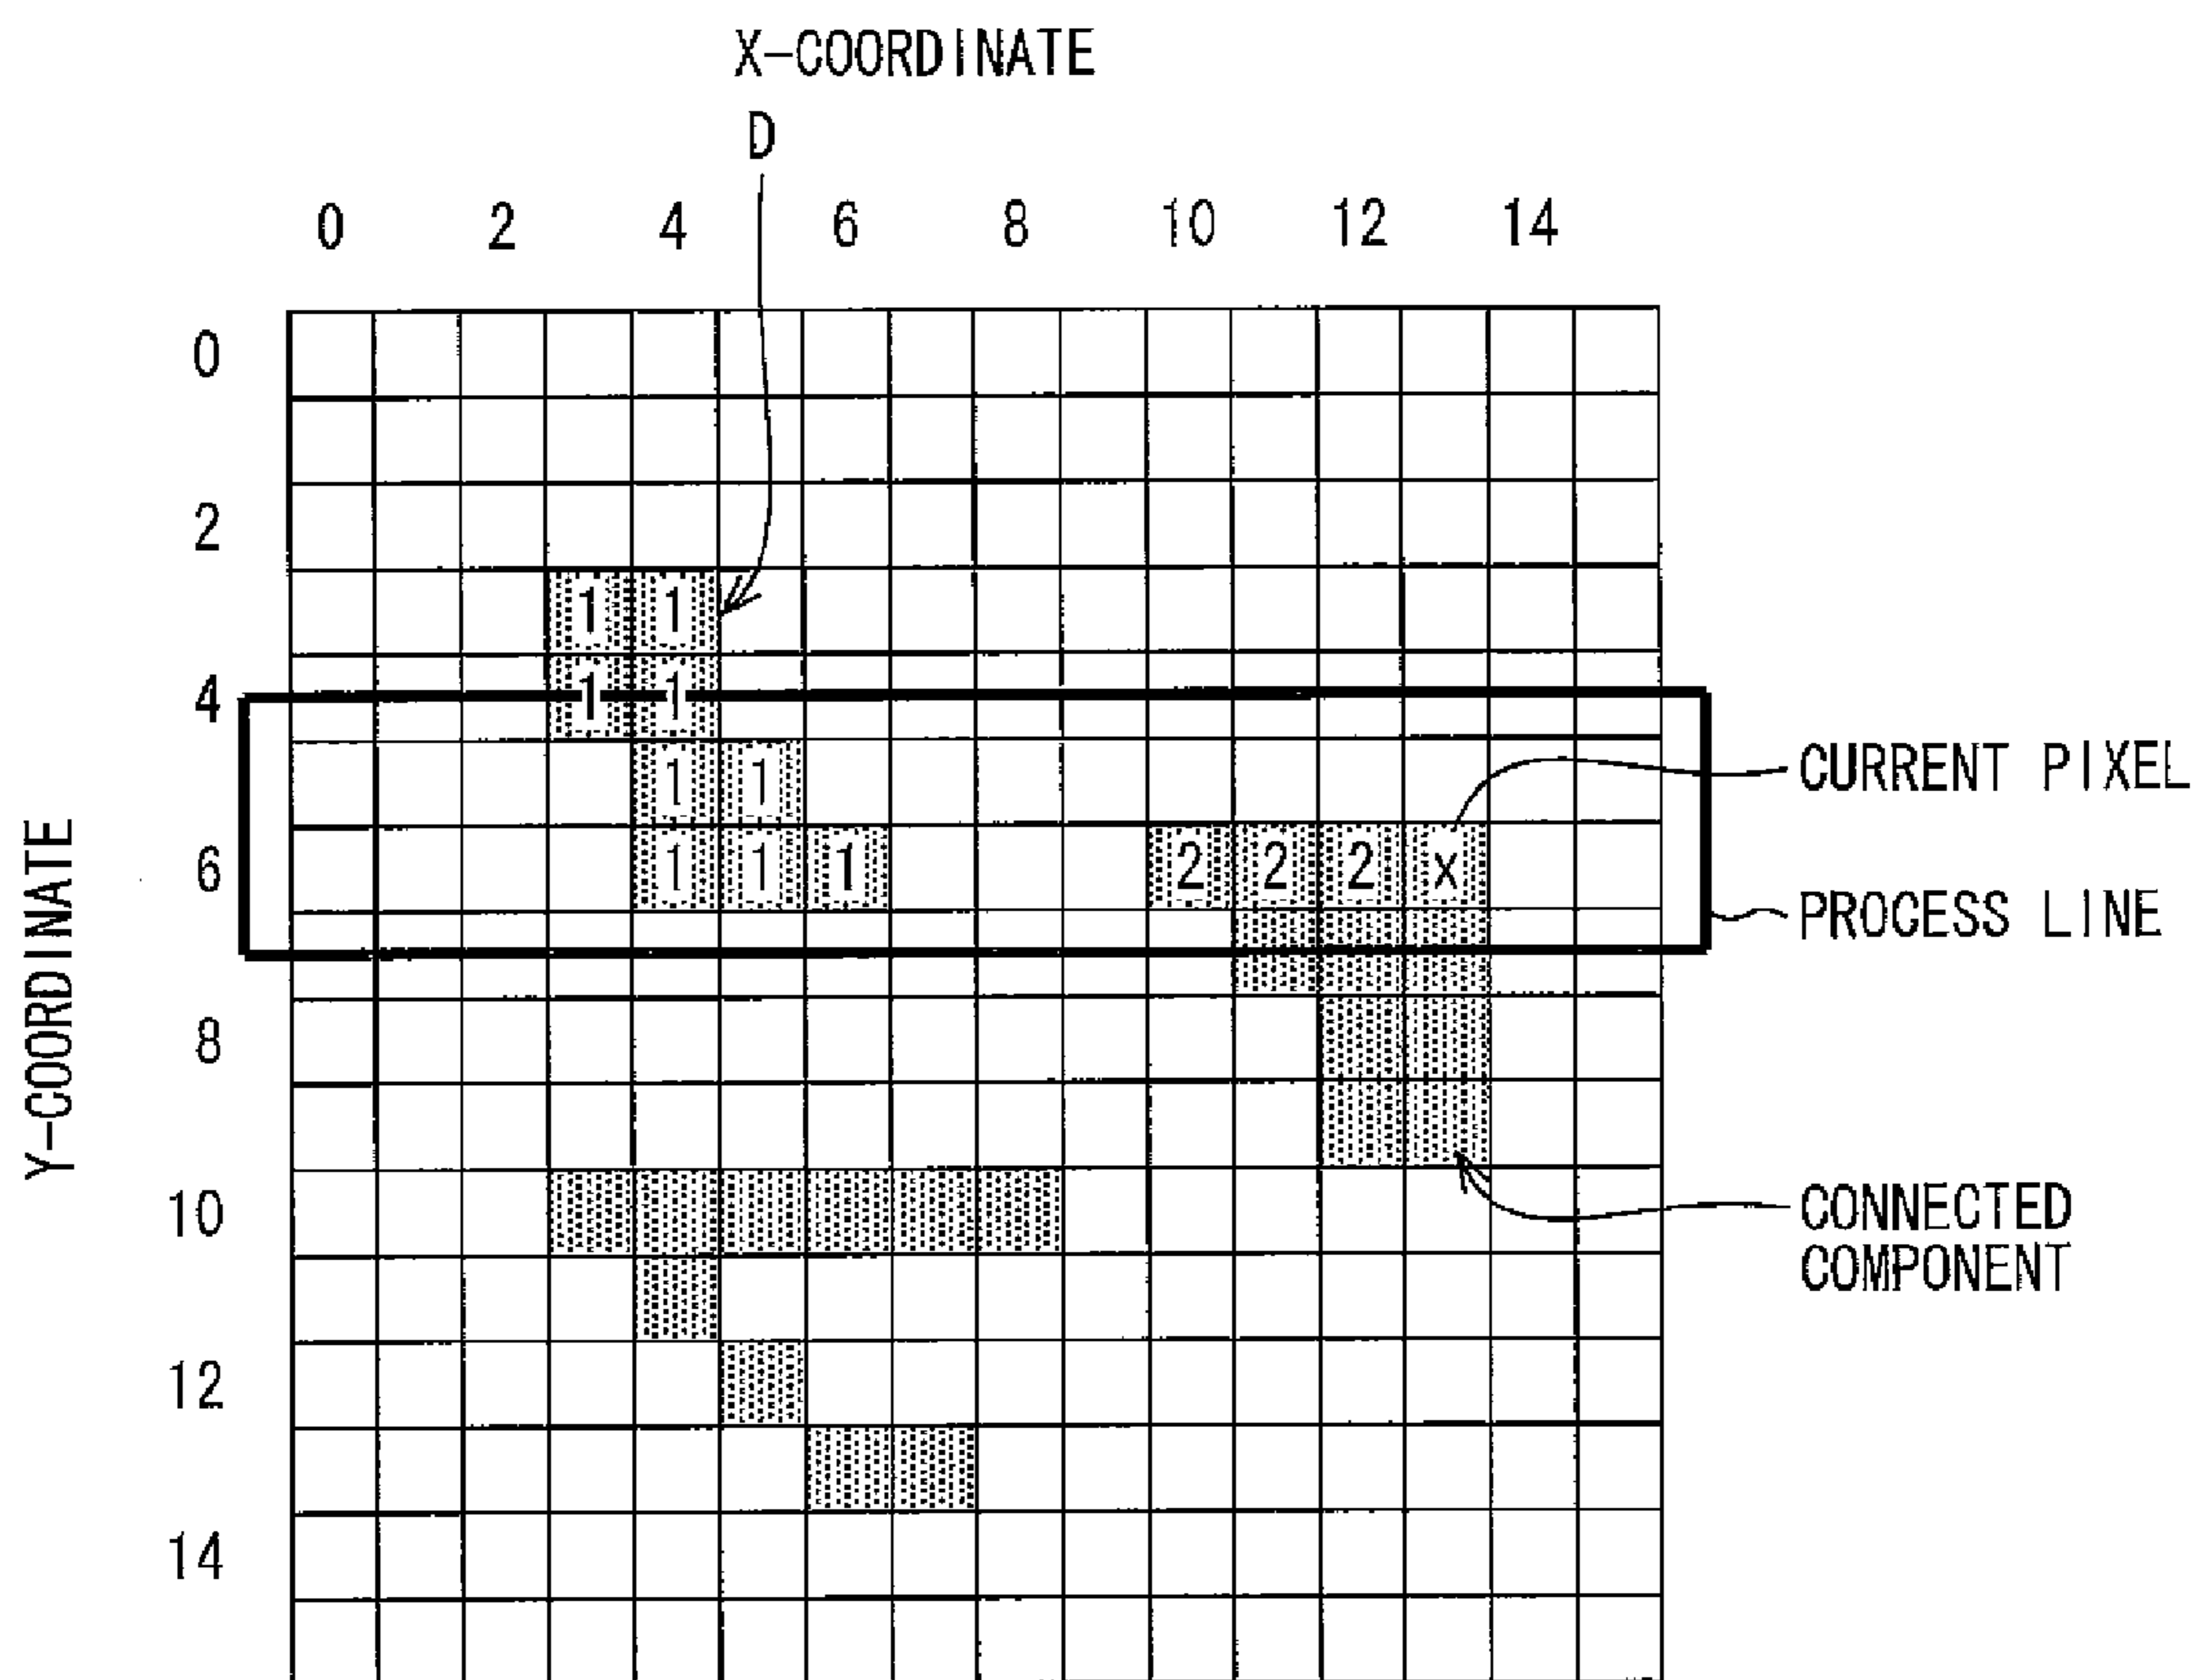 X-COORDINATE
D
0 2 4 6 8 10 12 14
0
2
1 1
4 1 1
1 1
CURRENT PIXEL
6 1 1 1 2 2 2 x
PROCESS LINE
Y-COORDINATE
8
10
CONNECTED
COMPONENT
12
14